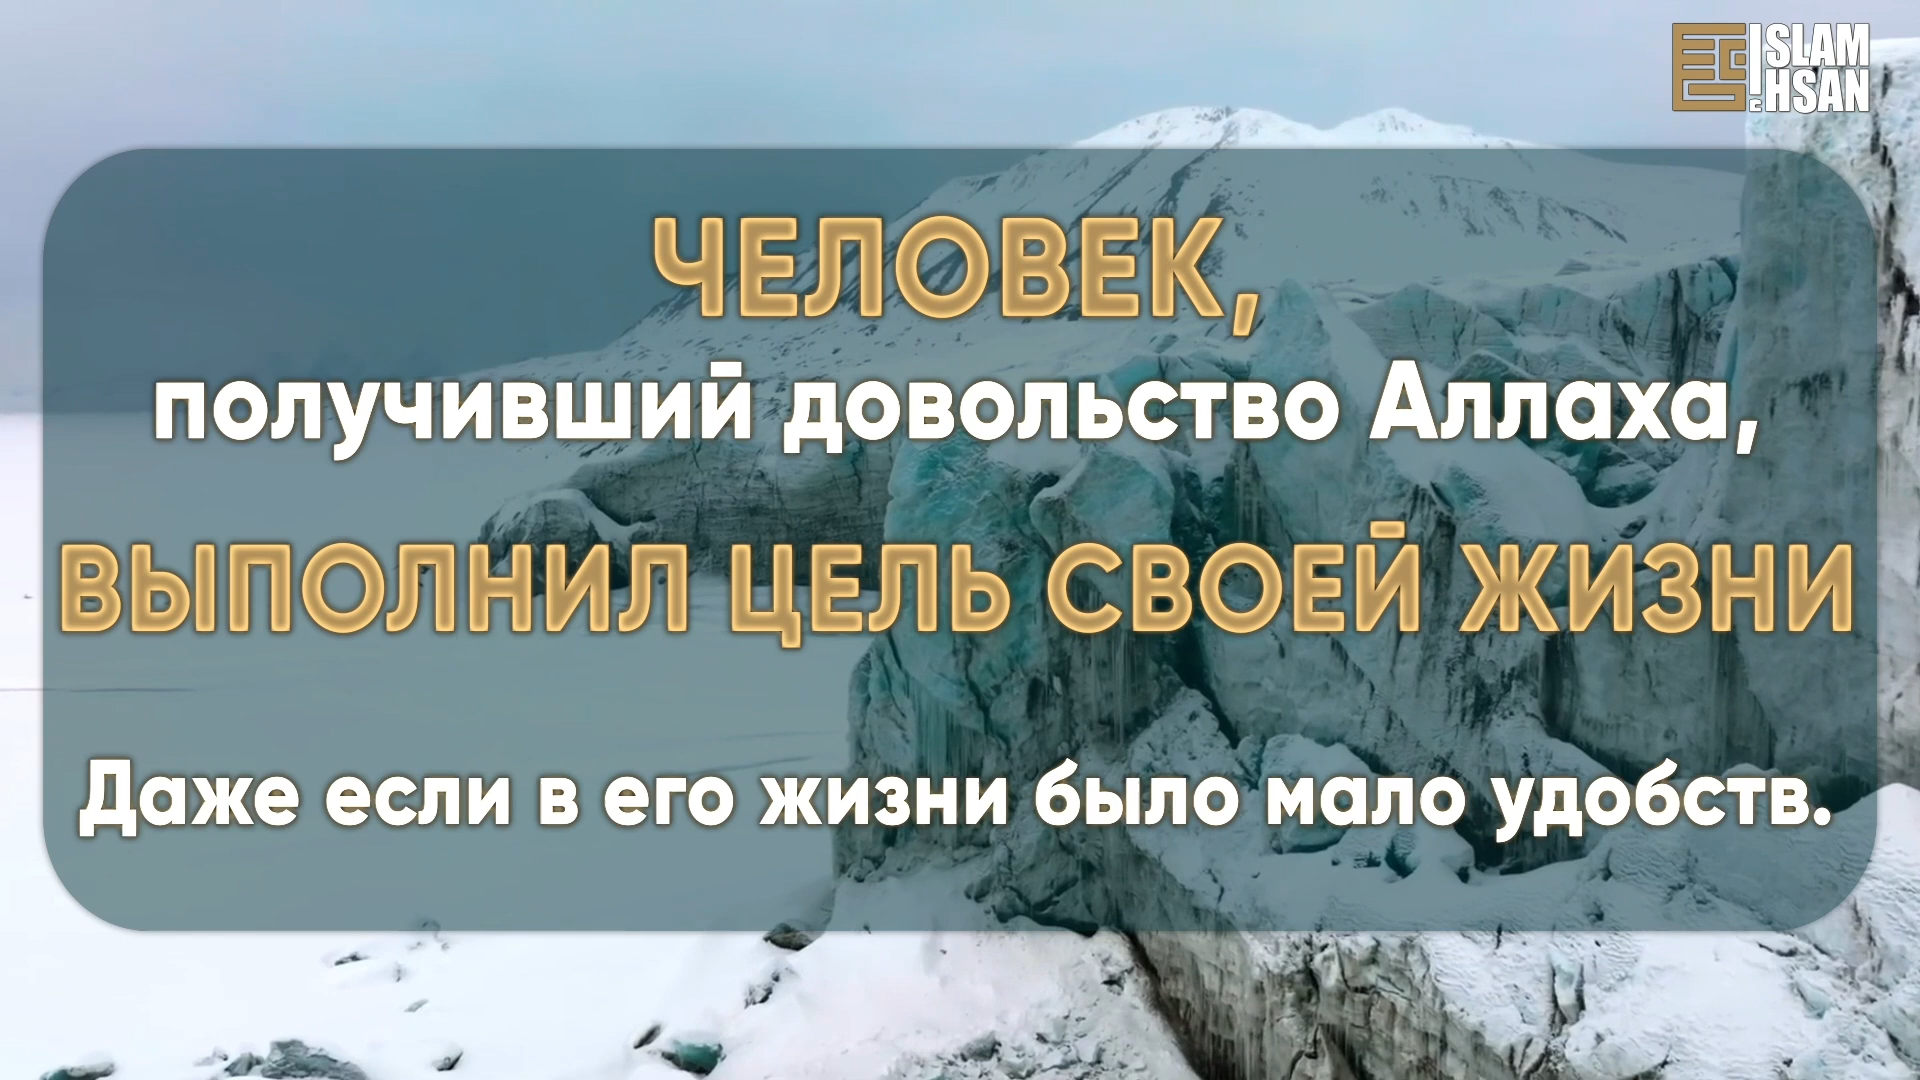 ISLAM
e IHSAN
ЧЕЛОВЕК,
получивший довольство Аллаха,
ВЫПОЛНИЛ ЦЕЛЬ СВОЕЙ ЖИЗНИ
Даже если в его жизни было мало удобств.